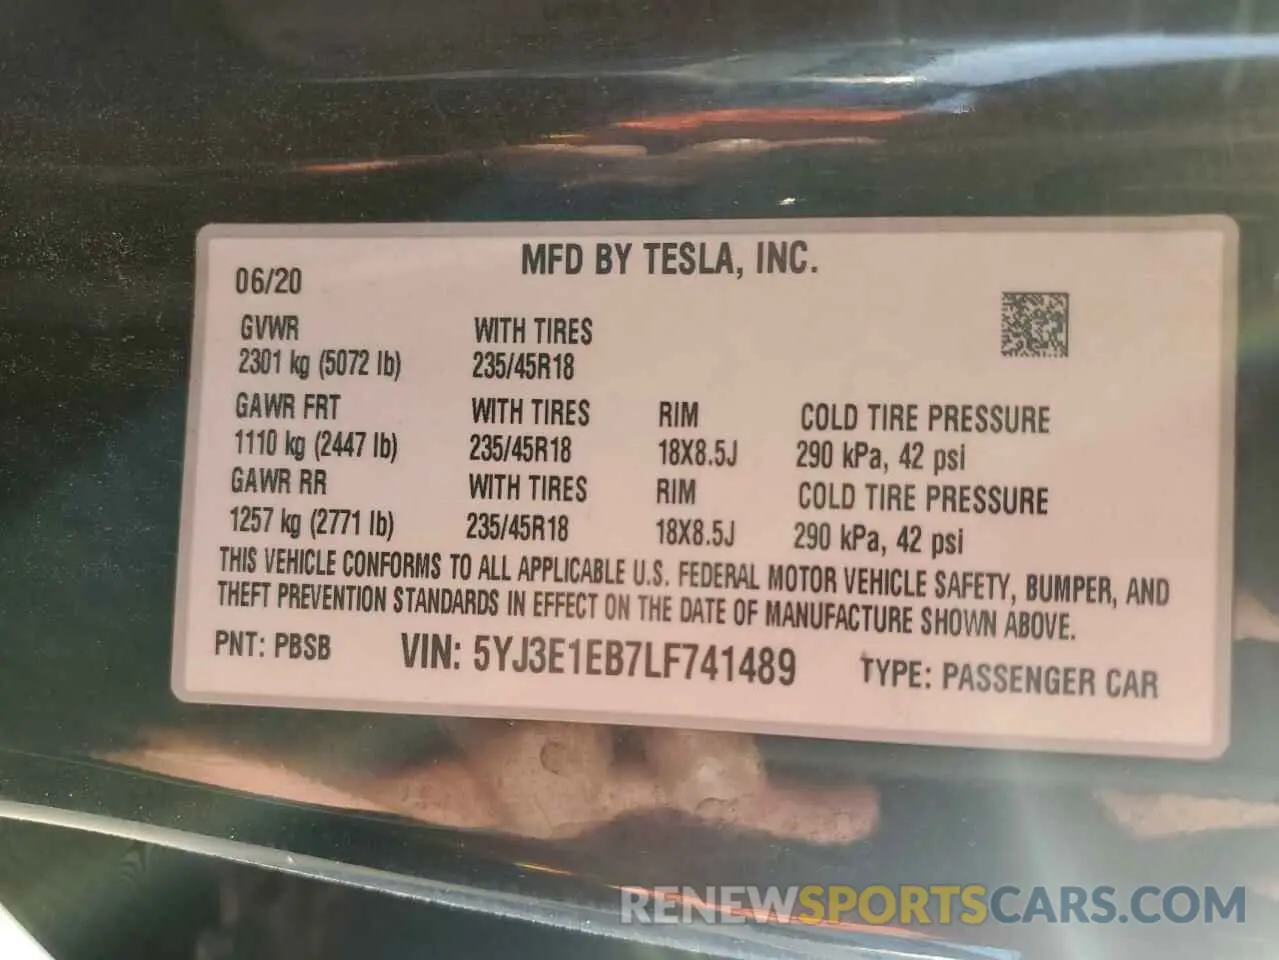 MFD BY TESLA, INC.
06/20
GVWR WITH TIRES
2301 kg (5072 lb) 235/45R18
GAWR FRT WITH TIRES RIM COLD TIRE PRESSURE
1110 kg (2447 lb) 235/45R18 18X8.5J 290 kPa, 42 psi
GAWR RR WITH TIRES RIM COLD TIRE PRESSURE
1257 kg (2771 lb) 235/45R18 18X8.5J 290 kPa, 42 psi
THIS VEHICLE CONFORMS TO ALL APPLICABLE U.S. FEDERAL MOTOR VEHICLE SAFETY, BUMPER, AND
THEFT PREVENTION STANDARDS IN EFFECT ON THE DATE OF MANUFACTURE SHOWN ABOVE.
PNT: PBSB VIN: 5YJ3E1EB7LF741489 TYPE: PASSENGER CAR
RENEWSPORTSCARS.COM